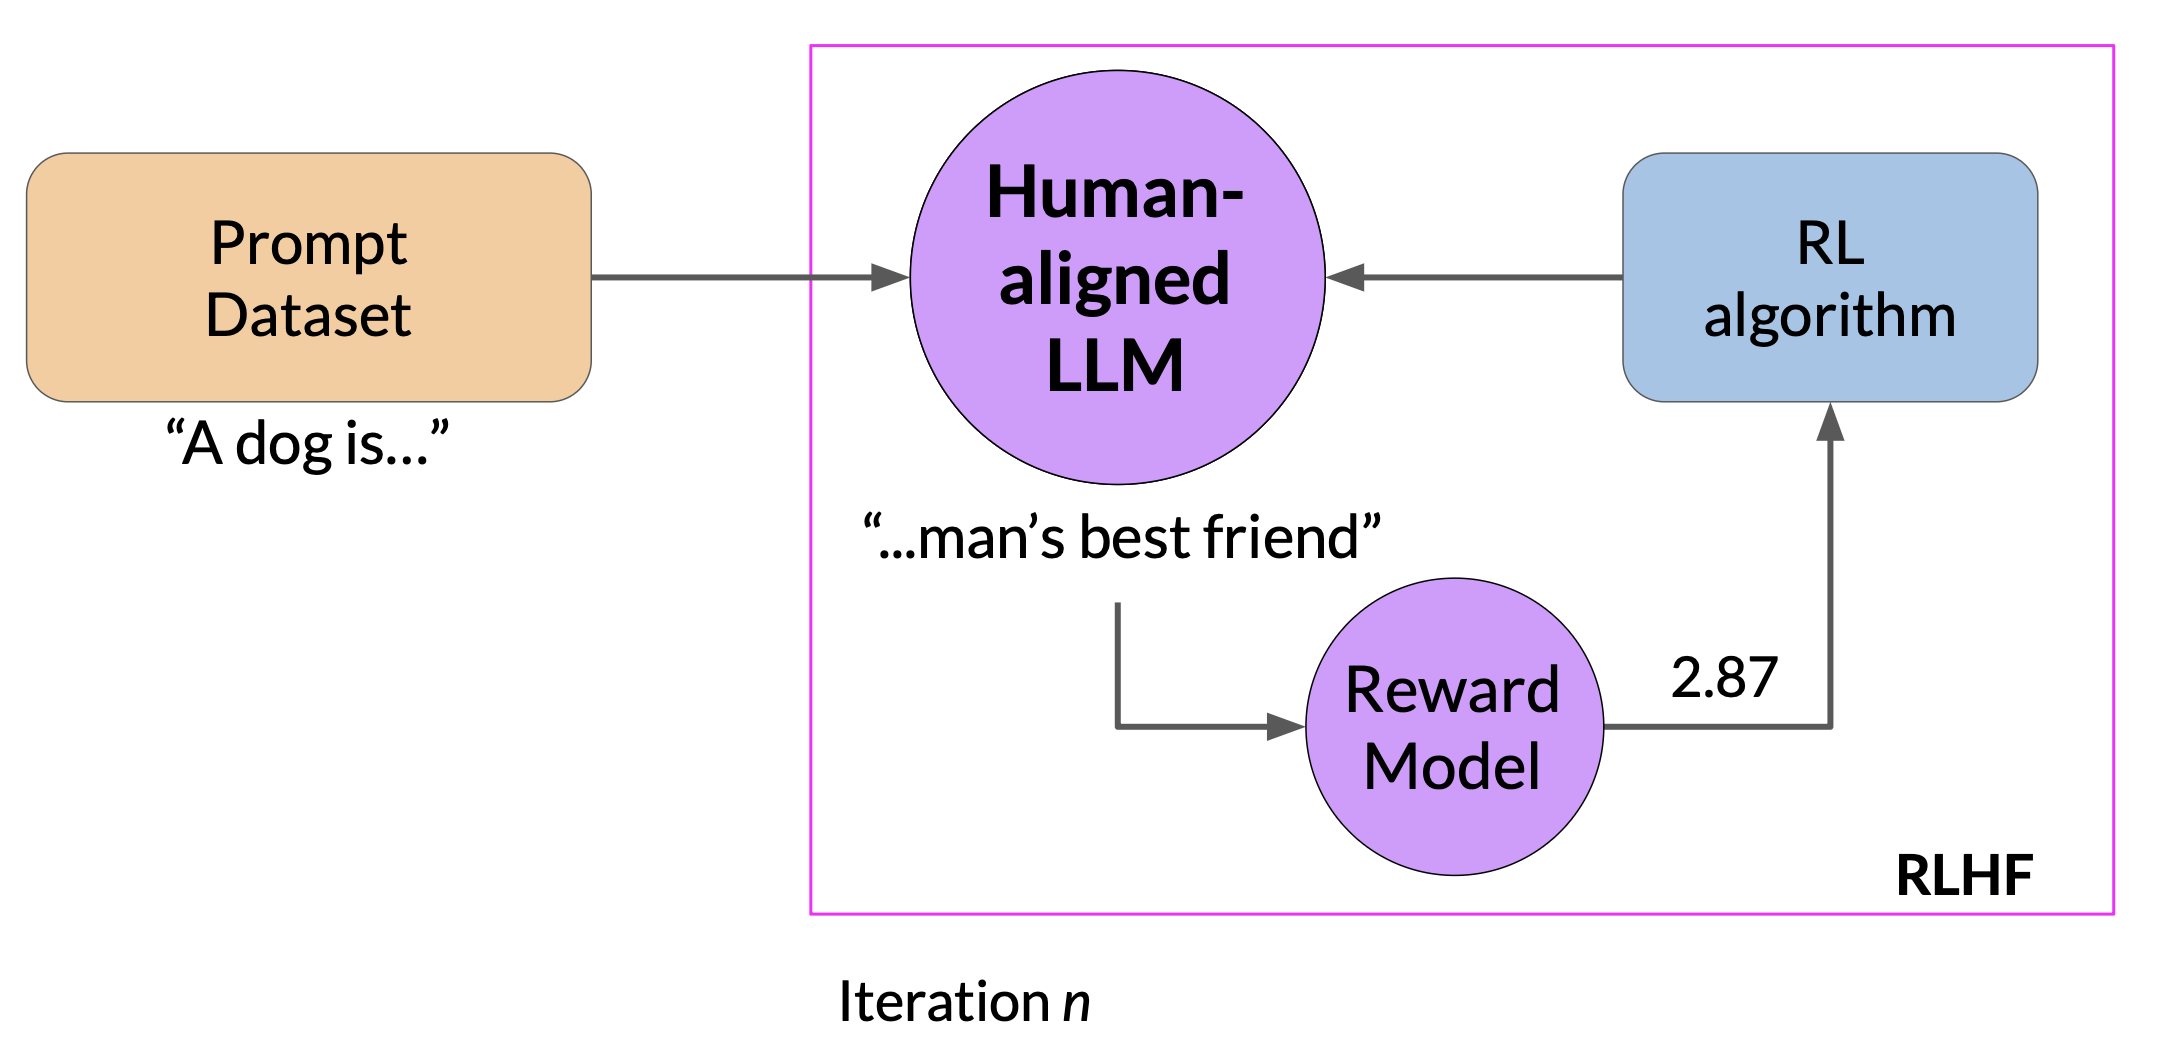 Prompt
Dataset
“A dog is...”
Human-
aligned
LLM
“...man’s best friend”
RL
algorithm
Reward
Model
2.87
RLHF
Iteration n